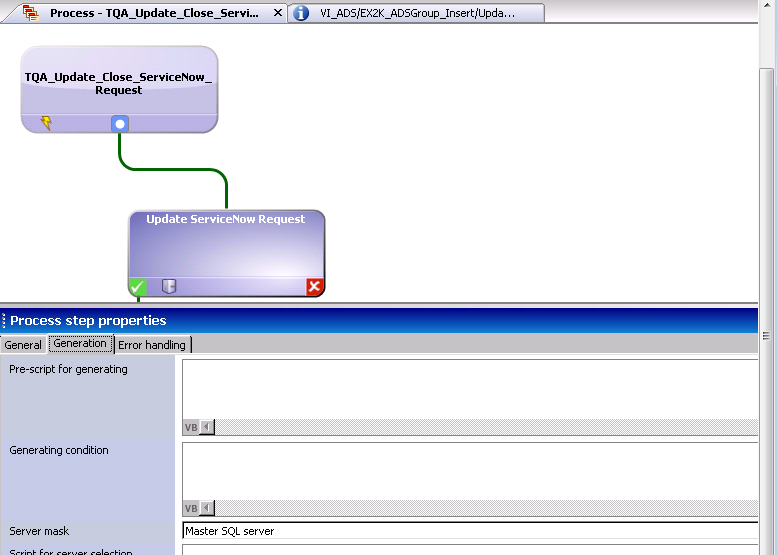 Process - TQA_Update_Close_Servi...
VI_ADS/EX2K_ADSGroup_Insert/Upda...
TQA_Update_Close_ServiceNow_
Request
Update ServiceNow Request
Process step properties
General
Generation
Error handling
Pre-script for generating
VB
Generating condition
VB
Server mask
Master SQL server
Script for server selection